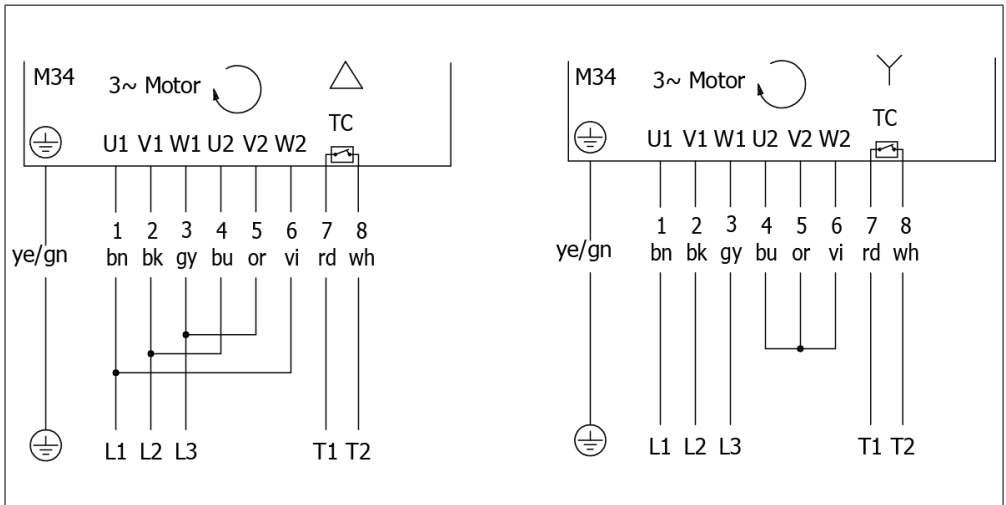 M34 3~ Motor
TC
U1 V1 W1 U2 V2 W2
1 2 3 4 5 6 7 8
ye/gn bn bk gy bu or vi rd wh
L1 L2 L3 T1 T2
M34 3~ Motor
TC
U1 V1 W1 U2 V2 W2
1 2 3 4 5 6 7 8
ye/gn bn bk gy bu or vi rd wh
L1 L2 L3 T1 T2